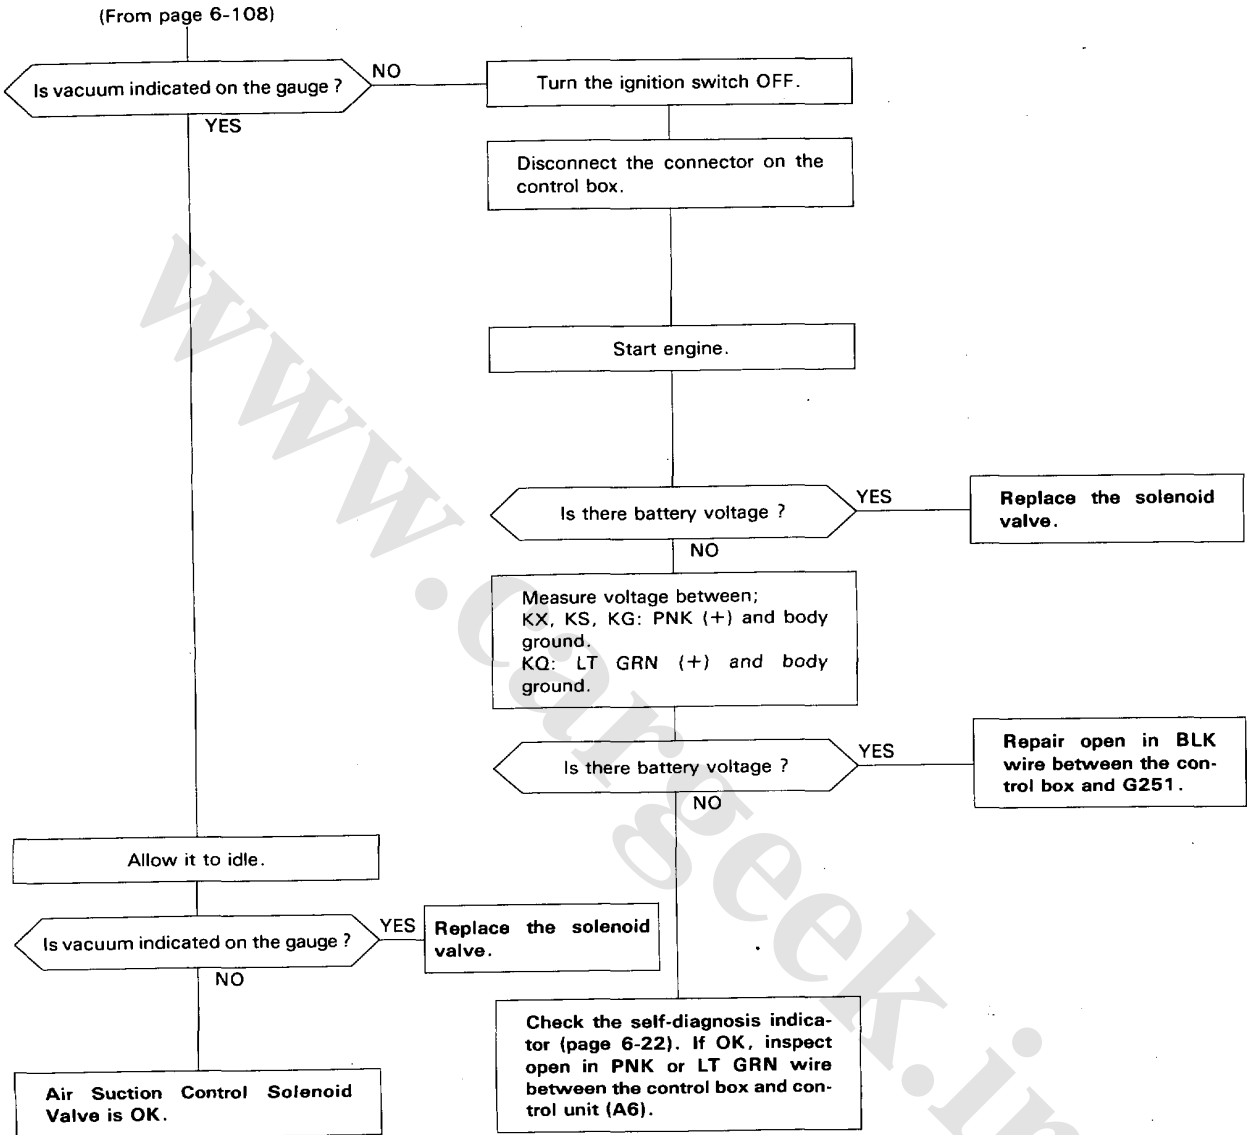 (From page 6-108)
Is vacuum indicated on the gauge ?
NO
YES
Turn the ignition switch OFF.
Disconnect the connector on the
control box.
Start engine.
Is there battery voltage ?
YES
Replace the solenoid
valve.
NO
Measure voltage between;
KX, KS, KG: PNK (+) and body
ground.
KQ: LT GRN (+) and body
ground.
Is there battery voltage ?
YES
Repair open in BLK
wire between the con-
trol box and G251.
NO
Allow it to idle.
Is vacuum indicated on the gauge ?
YES
Replace the solenoid
valve.
NO
Check the self-diagnosis indica-
tor (page 6-22). If OK, inspect
open in PNK or LT GRN wire
between the control box and con-
trol unit (A6).
Air Suction Control Solenoid
Valve is OK.
www.cargeek.in